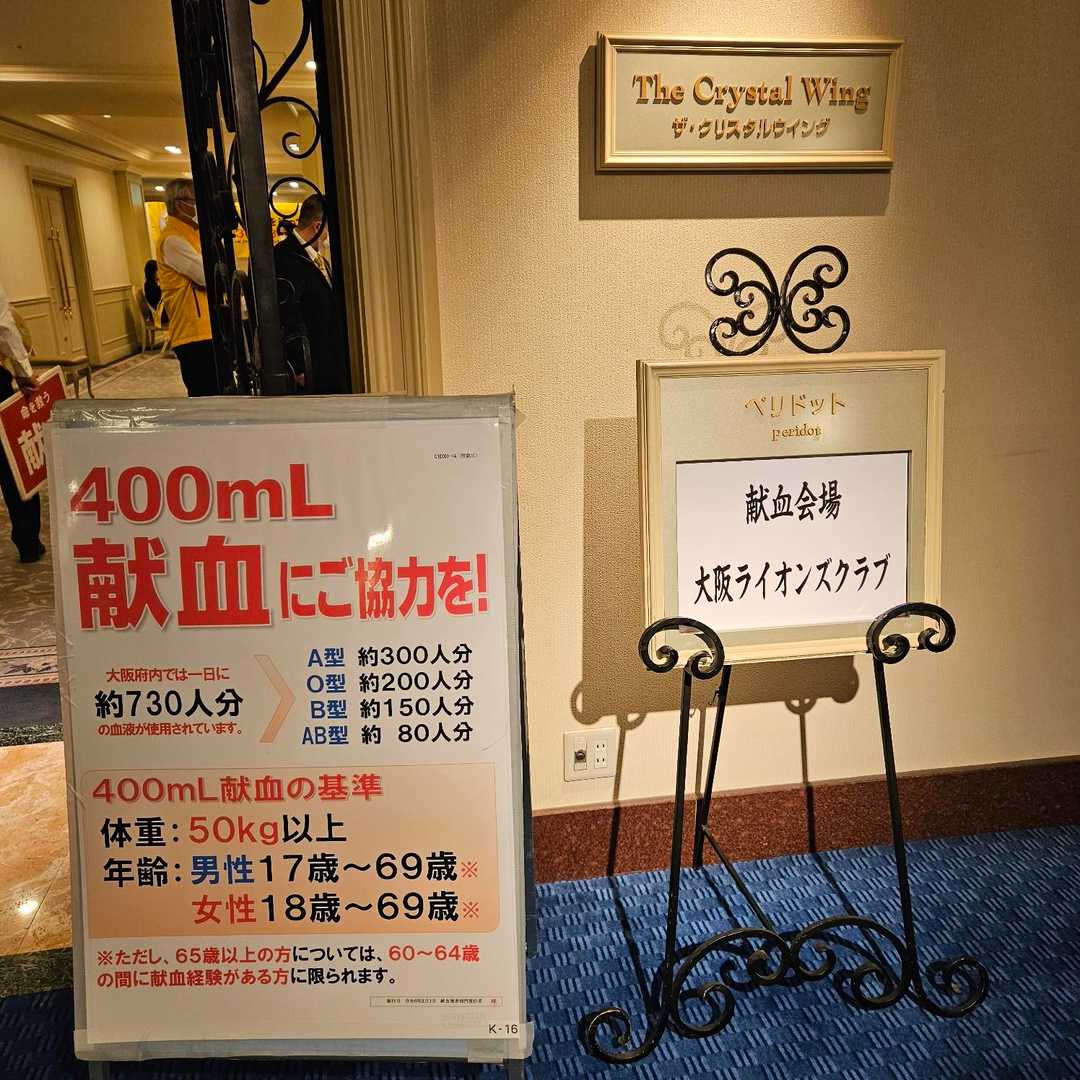 The Crystal Wing
ザ・クリスタルウイング
ペリドット
peridot
献血会場
大阪ライオンズクラブ
命を救う
献
400mL
献血にご協力を!
大阪府内では一日に
約730人分
の血液が使用されています。
A型 約300人分
O型 約200人分
B型 約150人分
AB型 約 80人分
400mL献血の基準
体重:50kg以上
年齢:男性17歳~69歳※
女性18歳~69歳※
※ただし、65歳以上の方については、60~64歳
の間に献血経験がある方に限られます。
K-16